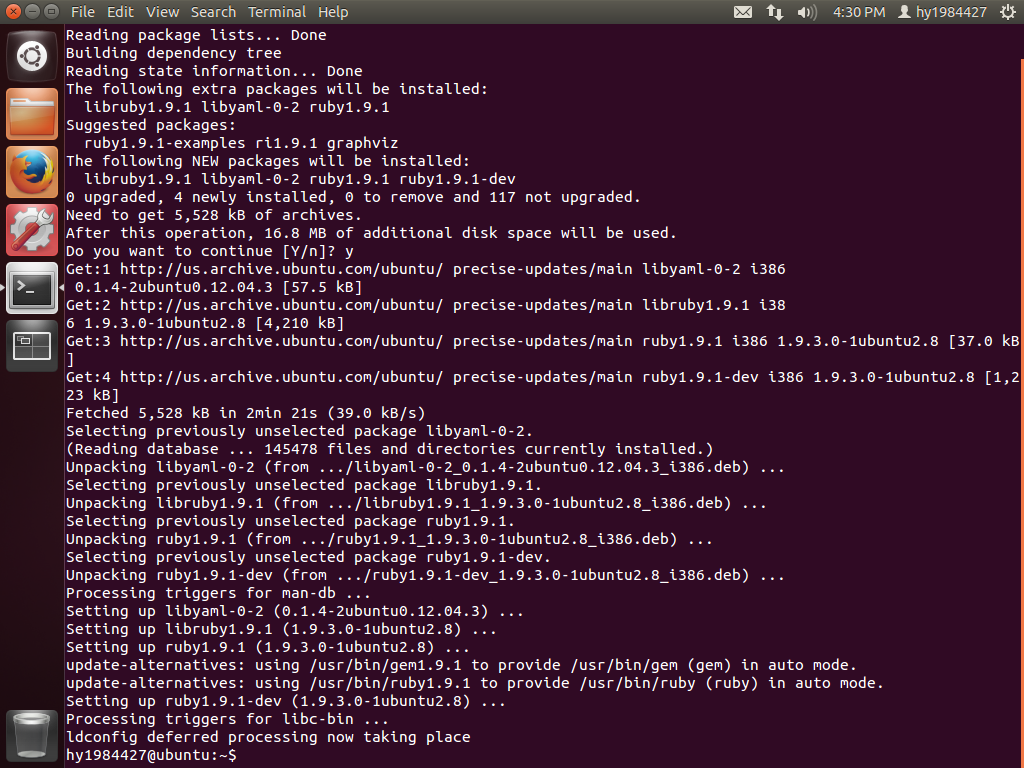 File Edit View Search Terminal Help 4:30 PM hy1984427
Reading package lists... Done
Building dependency tree
Reading state information... Done
The following extra packages will be installed:
  libruby1.9.1 libyaml-0-2 ruby1.9.1
Suggested packages:
  ruby1.9.1-examples ri1.9.1 graphviz
The following NEW packages will be installed:
  libruby1.9.1 libyaml-0-2 ruby1.9.1 ruby1.9.1-dev
0 upgraded, 4 newly installed, 0 to remove and 117 not upgraded.
Need to get 5,528 kB of archives.
After this operation, 16.8 MB of additional disk space will be used.
Do you want to continue [Y/n]? y
Get:1 http://us.archive.ubuntu.com/ubuntu/ precise-updates/main libyaml-0-2 i386
 0.1.4-2ubuntu0.12.04.3 [57.5 kB]
Get:2 http://us.archive.ubuntu.com/ubuntu/ precise-updates/main libruby1.9.1 i38
6 1.9.3.0-1ubuntu2.8 [4,210 kB]
Get:3 http://us.archive.ubuntu.com/ubuntu/ precise-updates/main ruby1.9.1 i386 1.9.3.0-1ubuntu2.8 [37.0 kB
]
Get:4 http://us.archive.ubuntu.com/ubuntu/ precise-updates/main ruby1.9.1-dev i386 1.9.3.0-1ubuntu2.8 [1,2
23 kB]
Fetched 5,528 kB in 2min 21s (39.0 kB/s)
Selecting previously unselected package libyaml-0-2.
(Reading database ... 145478 files and directories currently installed.)
Unpacking libyaml-0-2 (from .../libyaml-0-2_0.1.4-2ubuntu0.12.04.3_i386.deb) ...
Selecting previously unselected package libruby1.9.1.
Unpacking libruby1.9.1 (from .../libruby1.9.1_1.9.3.0-1ubuntu2.8_i386.deb) ...
Selecting previously unselected package ruby1.9.1.
Unpacking ruby1.9.1 (from .../ruby1.9.1_1.9.3.0-1ubuntu2.8_i386.deb) ...
Selecting previously unselected package ruby1.9.1-dev.
Unpacking ruby1.9.1-dev (from .../ruby1.9.1-dev_1.9.3.0-1ubuntu2.8_i386.deb) ...
Processing triggers for man-db ...
Setting up libyaml-0-2 (0.1.4-2ubuntu0.12.04.3) ...
Setting up libruby1.9.1 (1.9.3.0-1ubuntu2.8) ...
Setting up ruby1.9.1 (1.9.3.0-1ubuntu2.8) ...
update-alternatives: using /usr/bin/gem1.9.1 to provide /usr/bin/gem (gem) in auto mode.
update-alternatives: using /usr/bin/ruby1.9.1 to provide /usr/bin/ruby (ruby) in auto mode.
Setting up ruby1.9.1-dev (1.9.3.0-1ubuntu2.8) ...
Processing triggers for libc-bin ...
ldconfig deferred processing now taking place
hy1984427@ubuntu:~$